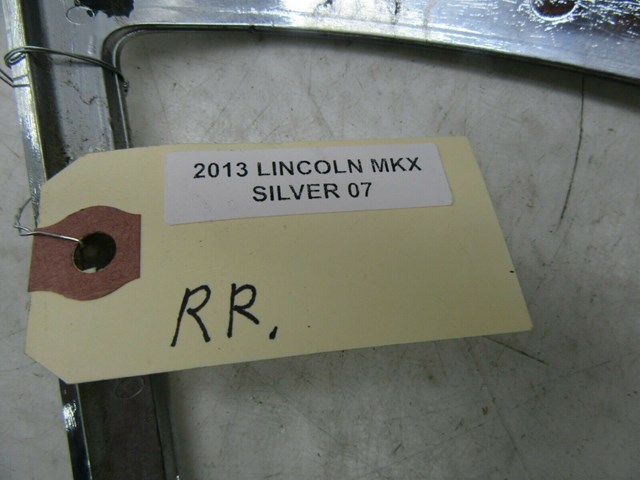 2013 LINCOLN MKX
SILVER 07
RR.